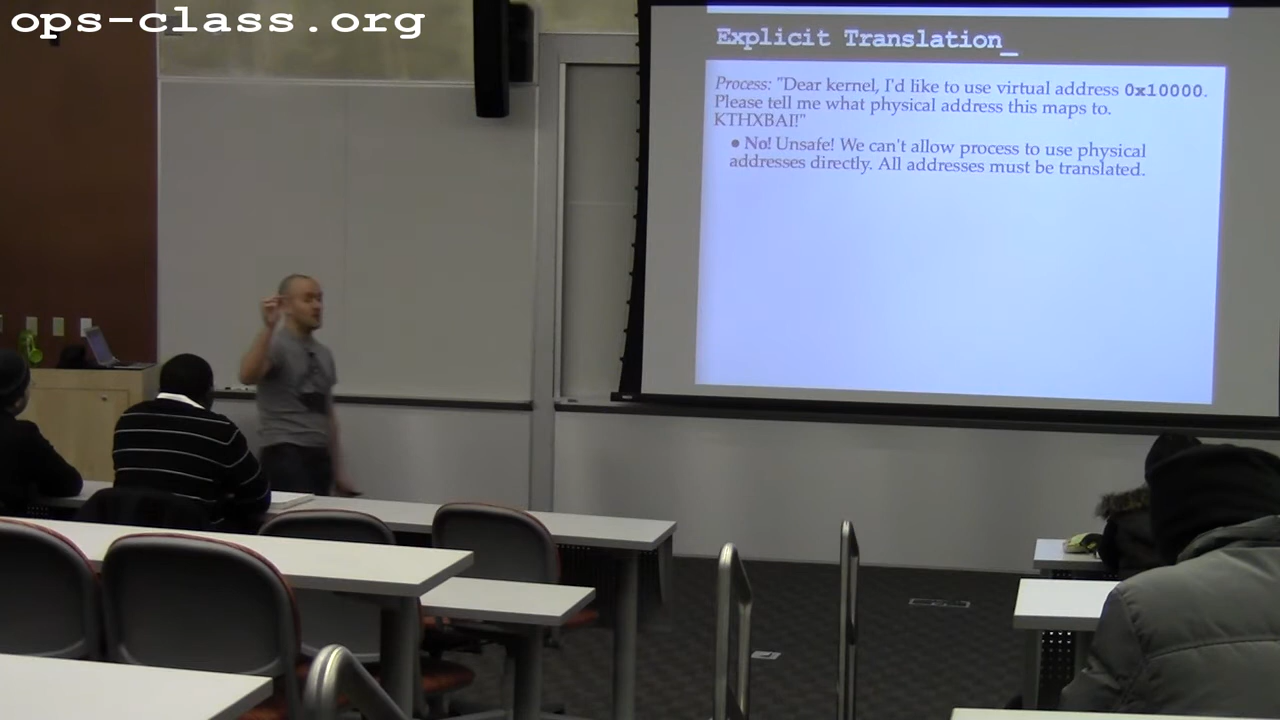 ops-class.org
Explicit Translation_
Process: "Dear kernel, I'd like to use virtual address 0x10000.
Please tell me what physical address this maps to.
KTHXBAI!"
● No! Unsafe! We can't allow process to use physical
addresses directly. All addresses must be translated.